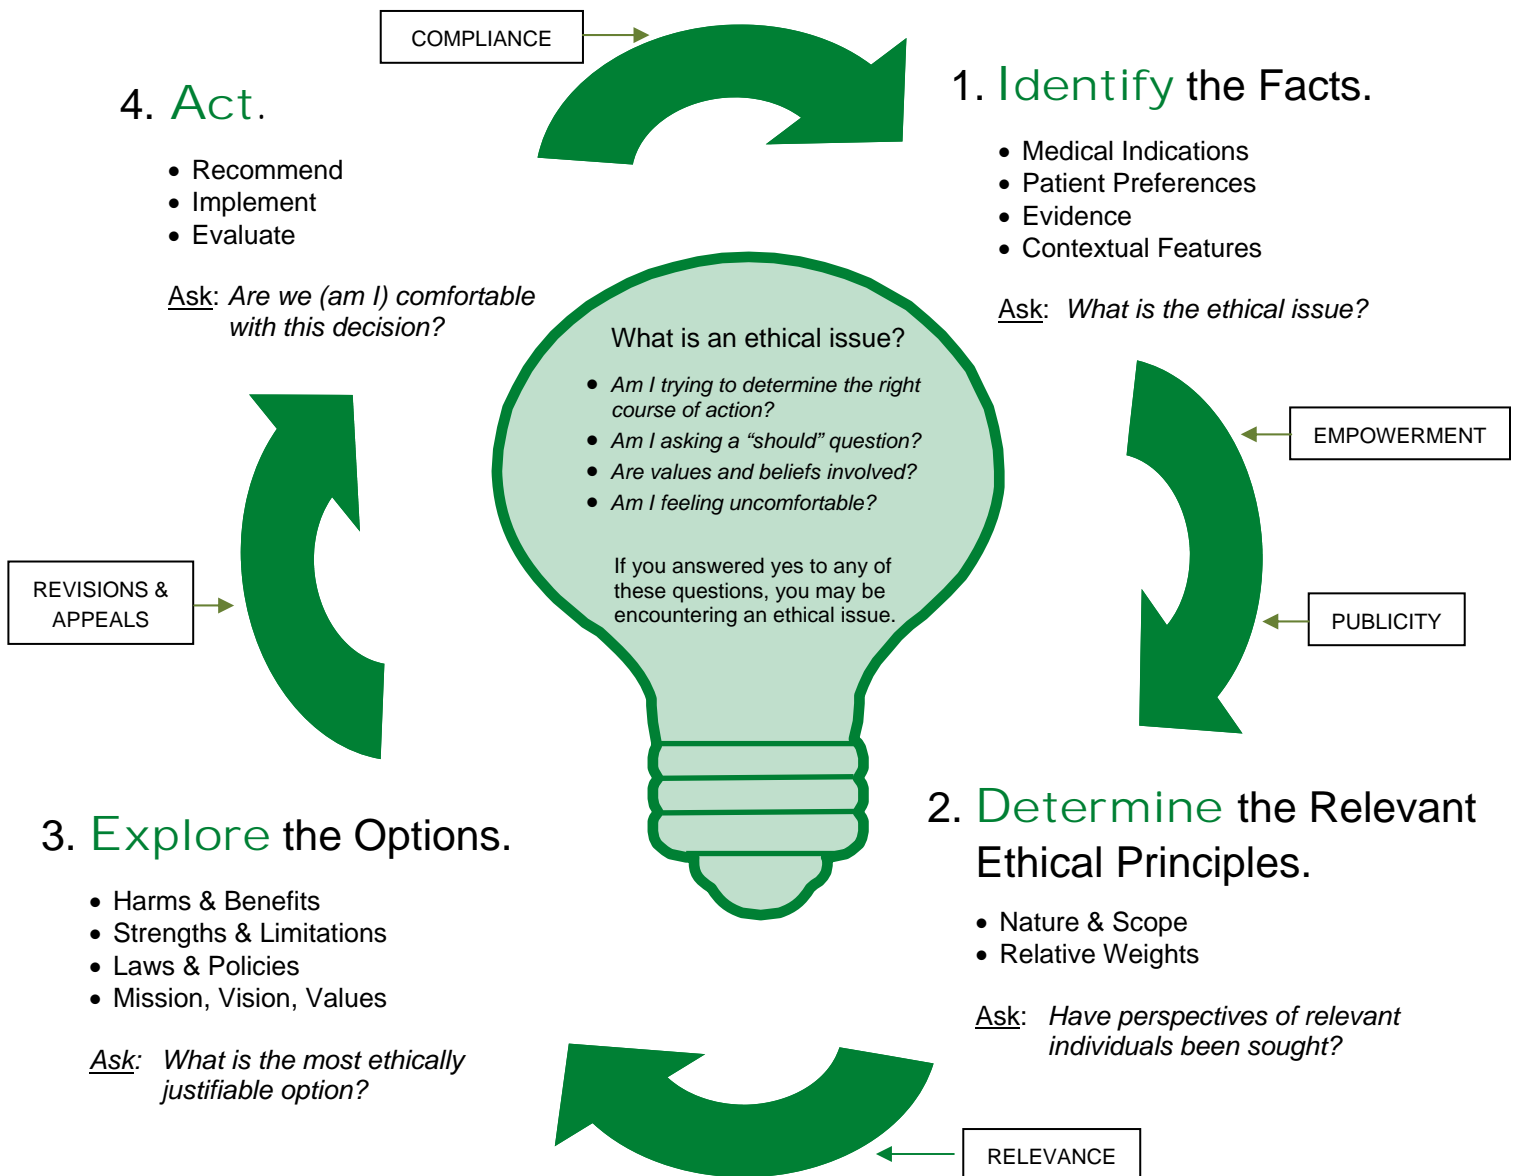 COMPLIANCE
1. Identify the Facts.
• Medical Indications
• Patient Preferences
• Evidence
• Contextual Features
Ask: What is the ethical issue?
EMPOWERMENT
PUBLICITY
2. Determine the Relevant
Ethical Principles.
• Nature & Scope
• Relative Weights
Ask: Have perspectives of relevant
individuals been sought?
RELEVANCE
3. Explore the Options.
• Harms & Benefits
• Strengths & Limitations
• Laws & Policies
• Mission, Vision, Values
Ask: What is the most ethically
justifiable option?
REVISIONS &
APPEALS
4. Act.
• Recommend
• Implement
• Evaluate
Ask: Are we (am I) comfortable
with this decision?
What is an ethical issue?
• Am I trying to determine the right
course of action?
• Am I asking a “should” question?
• Are values and beliefs involved?
• Am I feeling uncomfortable?
If you answered yes to any of
these questions, you may be
encountering an ethical issue.